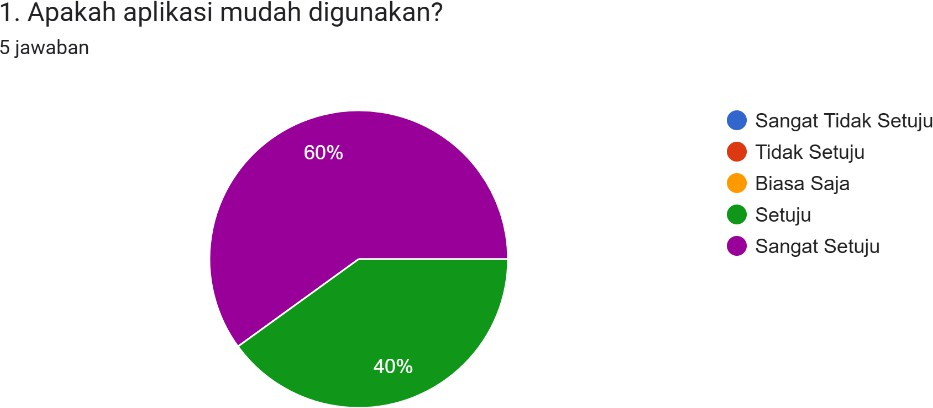 1. Apakah aplikasi mudah digunakan?
5 jawaban
60%
40%
Sangat Tidak Setuju
Tidak Setuju
Biasa Saja
Setuju
Sangat Setuju